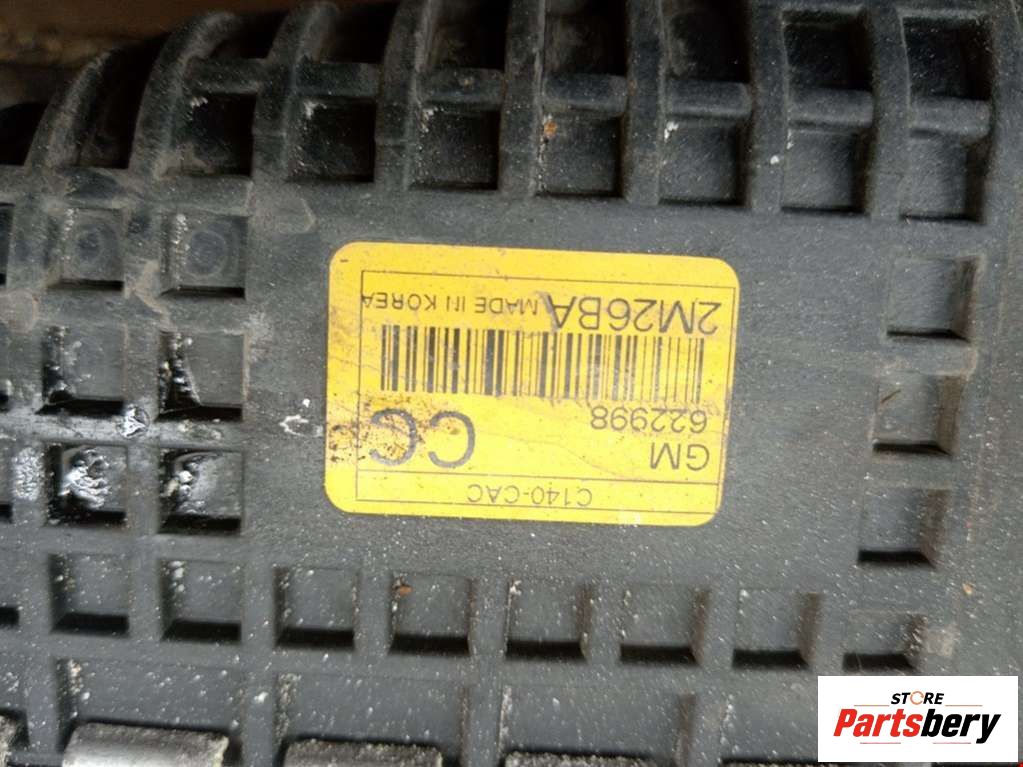 C140-CAC
GM
622998
CC
2M26BA MADE IN KOREA
STORE
Partsbery